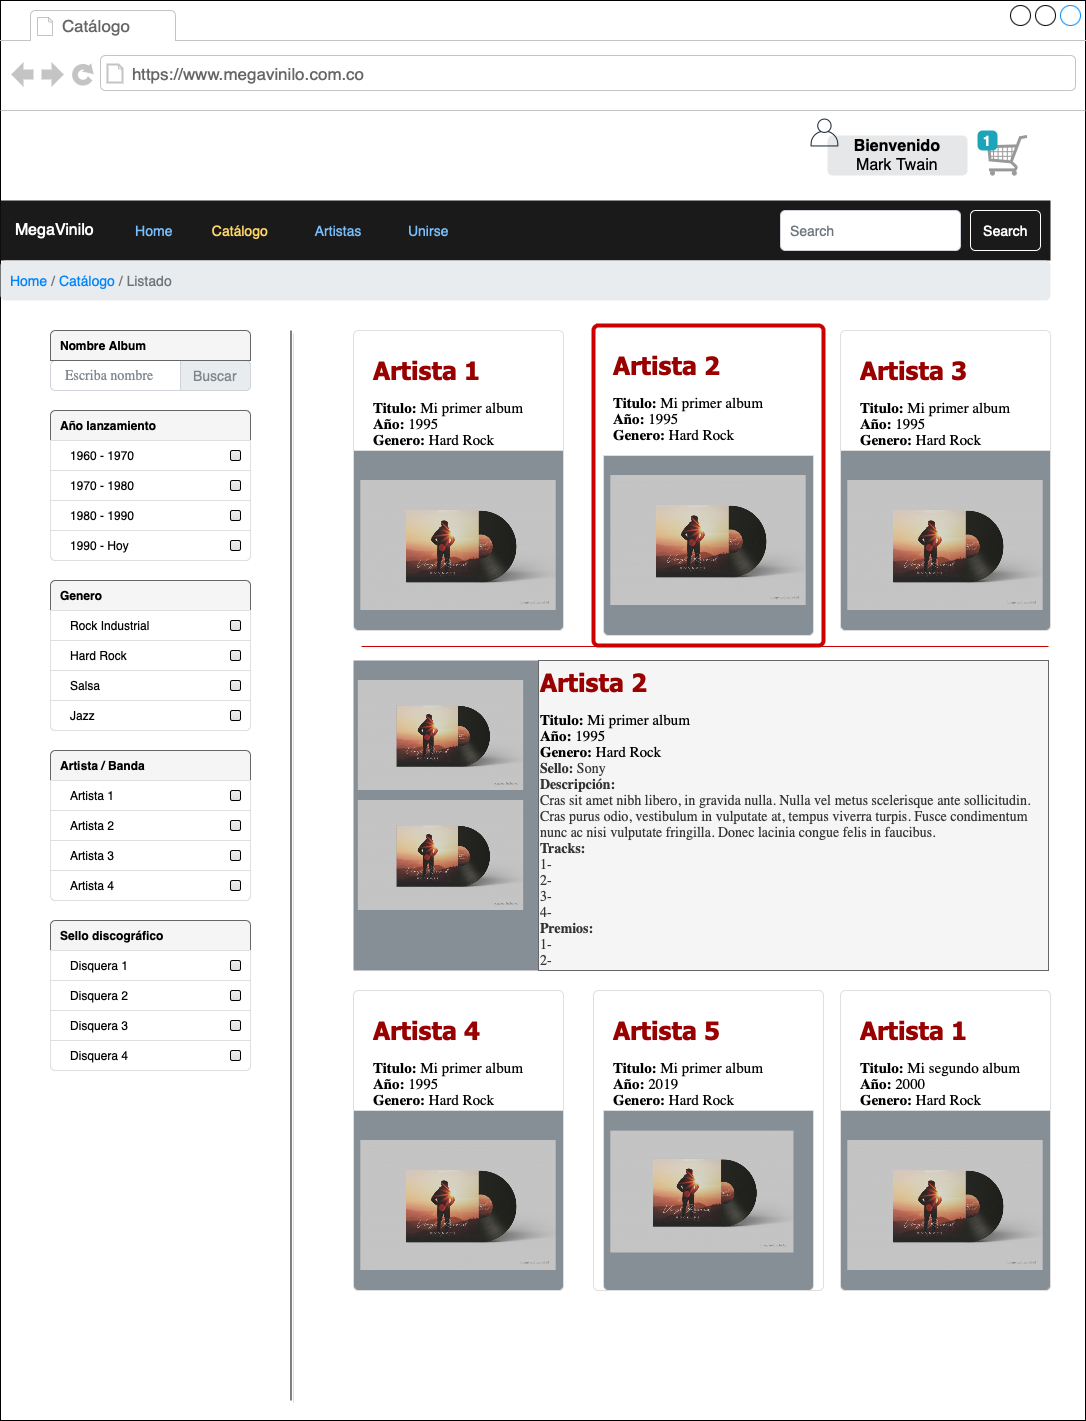 Catálogo
https://www.megavinilo.com.co
Bienvenido
Mark Twain
1
MegaVinilo Home Catálogo Artistas Unirse Search Search
Home / Catálogo / Listado
Nombre Album
Escriba nombre Buscar
Año lanzamiento
1960 - 1970
1970 - 1980
1980 - 1990
1990 - Hoy
Genero
Rock Industrial
Hard Rock
Salsa
Jazz
Artista / Banda
Artista 1
Artista 2
Artista 3
Artista 4
Sello discográfico
Disquera 1
Disquera 2
Disquera 3
Disquera 4
Artista 1
Titulo: Mi primer album
Año: 1995
Genero: Hard Rock
Artista 2
Titulo: Mi primer album
Año: 1995
Genero: Hard Rock
Artista 3
Titulo: Mi primer album
Año: 1995
Genero: Hard Rock
Artista 2
Titulo: Mi primer album
Año: 1995
Genero: Hard Rock
Sello: Sony
Descripción:
Cras sit amet nibh libero, in gravida nulla. Nulla vel metus scelerisque ante sollicitudin.
Cras purus odio, vestibulum in vulputate at, tempus viverra turpis. Fusce condimentum
nunc ac nisi vulputate fringilla. Donec lacinia congue felis in faucibus.
Tracks:
1-
2-
3-
4-
Premios:
1-
2-
Artista 4
Titulo: Mi primer album
Año: 1995
Genero: Hard Rock
Artista 5
Titulo: Mi primer album
Año: 2019
Genero: Hard Rock
Artista 1
Titulo: Mi segundo album
Año: 2000
Genero: Hard Rock